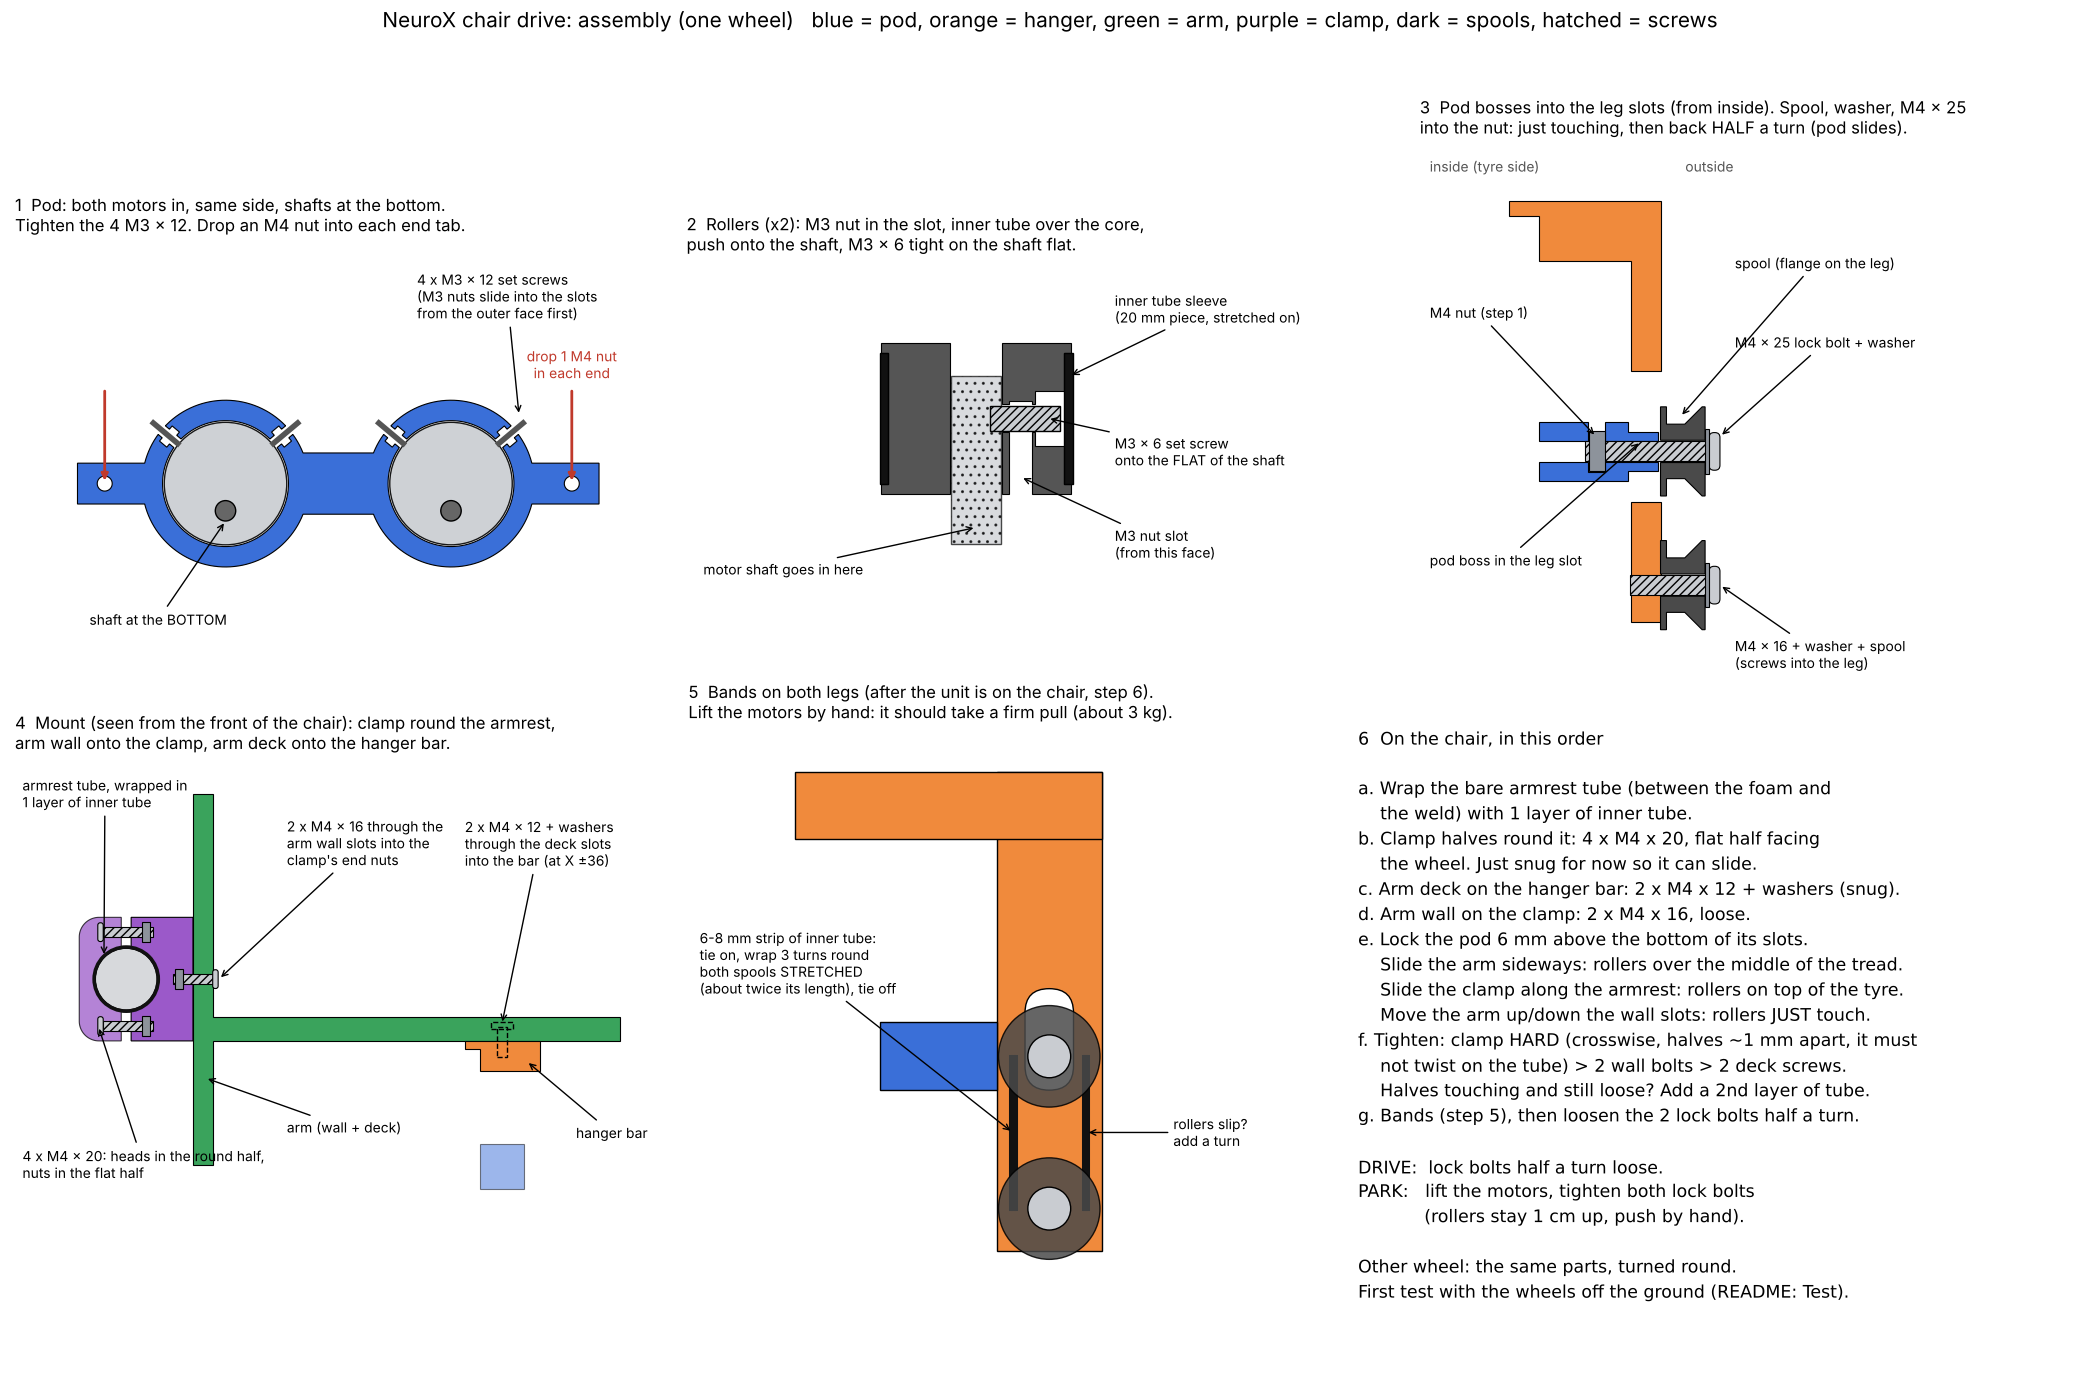 NeuroX chair drive: assembly (one wheel)   blue = pod, orange = hanger, green = arm, purple = clamp, dark = spools, hatched = screws
1  Pod: both motors in, same side, shafts at the bottom.
Tighten the 4 M3 × 12. Drop an M4 nut into each end tab.
4 x M3 × 12 set screws
(M3 nuts slide into the slots
from the outer face first)
drop 1 M4 nut
in each end
shaft at the BOTTOM
2  Rollers (x2): M3 nut in the slot, inner tube over the core,
push onto the shaft, M3 × 6 tight on the shaft flat.
inner tube sleeve
(20 mm piece, stretched on)
M3 × 6 set screw
onto the FLAT of the shaft
M3 nut slot
(from this face)
motor shaft goes in here
3  Pod bosses into the leg slots (from inside). Spool, washer, M4 × 25
into the nut: just touching, then back HALF a turn (pod slides).
inside (tyre side)
outside
spool (flange on the leg)
M4 nut (step 1)
M4 × 25 lock bolt + washer
pod boss in the leg slot
M4 × 16 + washer + spool
(screws into the leg)
4  Mount (seen from the front of the chair): clamp round the armrest,
arm wall onto the clamp, arm deck onto the hanger bar.
armrest tube, wrapped in
1 layer of inner tube
2 x M4 × 16 through the
arm wall slots into the
clamp's end nuts
2 x M4 × 12 + washers
through the deck slots
into the bar (at X ±36)
arm (wall + deck)
hanger bar
4 x M4 × 20: heads in the round half,
nuts in the flat half
5  Bands on both legs (after the unit is on the chair, step 6).
Lift the motors by hand: it should take a firm pull (about 3 kg).
6-8 mm strip of inner tube:
tie on, wrap 3 turns round
both spools STRETCHED
(about twice its length), tie off
rollers slip?
add a turn
6  On the chair, in this order
a. Wrap the bare armrest tube (between the foam and
the weld) with 1 layer of inner tube.
b. Clamp halves round it: 4 x M4 x 20, flat half facing
the wheel. Just snug for now so it can slide.
c. Arm deck on the hanger bar: 2 x M4 x 12 + washers (snug).
d. Arm wall on the clamp: 2 x M4 x 16, loose.
e. Lock the pod 6 mm above the bottom of its slots.
Slide the arm sideways: rollers over the middle of the tread.
Slide the clamp along the armrest: rollers on top of the tyre.
Move the arm up/down the wall slots: rollers JUST touch.
f. Tighten: clamp HARD (crosswise, halves ~1 mm apart, it must
not twist on the tube) > 2 wall bolts > 2 deck screws.
Halves touching and still loose? Add a 2nd layer of tube.
g. Bands (step 5), then loosen the 2 lock bolts half a turn.
DRIVE:  lock bolts half a turn loose.
PARK:   lift the motors, tighten both lock bolts
(rollers stay 1 cm up, push by hand).
Other wheel: the same parts, turned round.
First test with the wheels off the ground (README: Test).